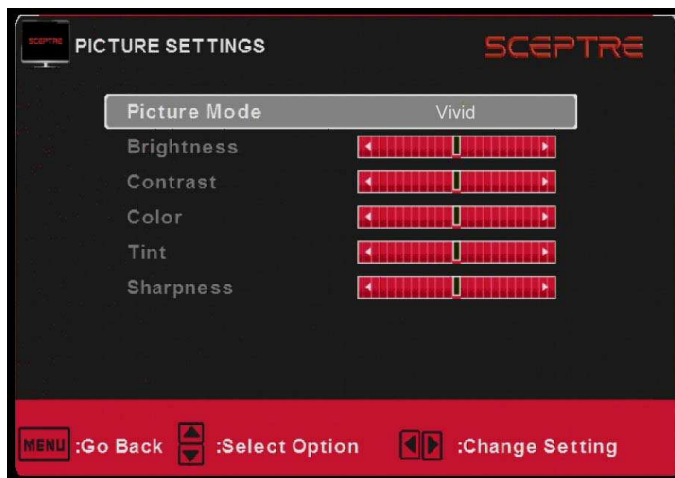 SCEPTRE PICTURE SETTINGS SCEPTRE
Picture Mode Vivid
Brightness
Contrast
Color
Tint
Sharpness
MENU :Go Back :Select Option :Change Setting